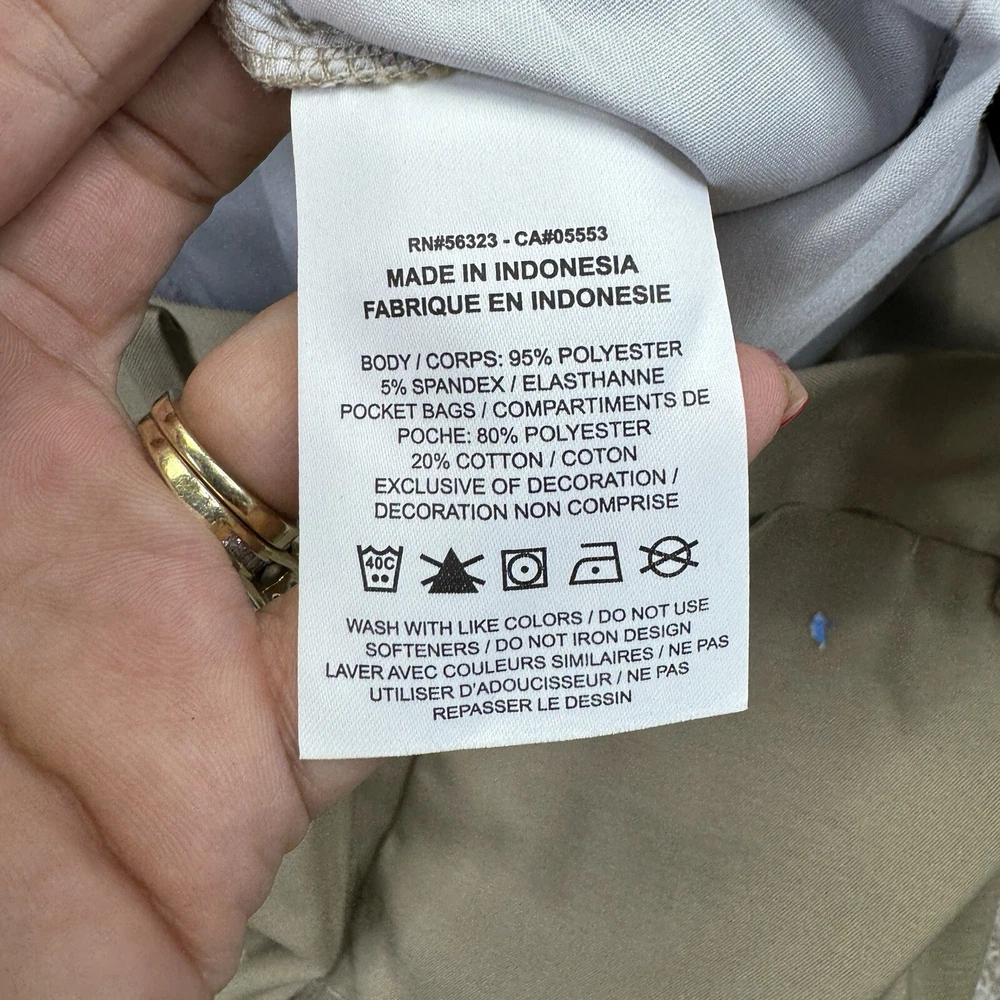 RN#56323 - CA#05553
MADE IN INDONESIA
FABRIQUE EN INDONESIE
BODY / CORPS: 95% POLYESTER
5% SPANDEX / ELASTHANNE
POCKET BAGS / COMPARTIMENTS DE
POCHE: 80% POLYESTER
20% COTTON / COTON
EXCLUSIVE OF DECORATION /
DECORATION NON COMPRISE
40C
WASH WITH LIKE COLORS / DO NOT USE
SOFTENERS / DO NOT IRON DESIGN
LAVER AVEC COULEURS SIMILAIRES / NE PAS
UTILISER D'ADOUCISSEUR / NE PAS
REPASSER LE DESSIN